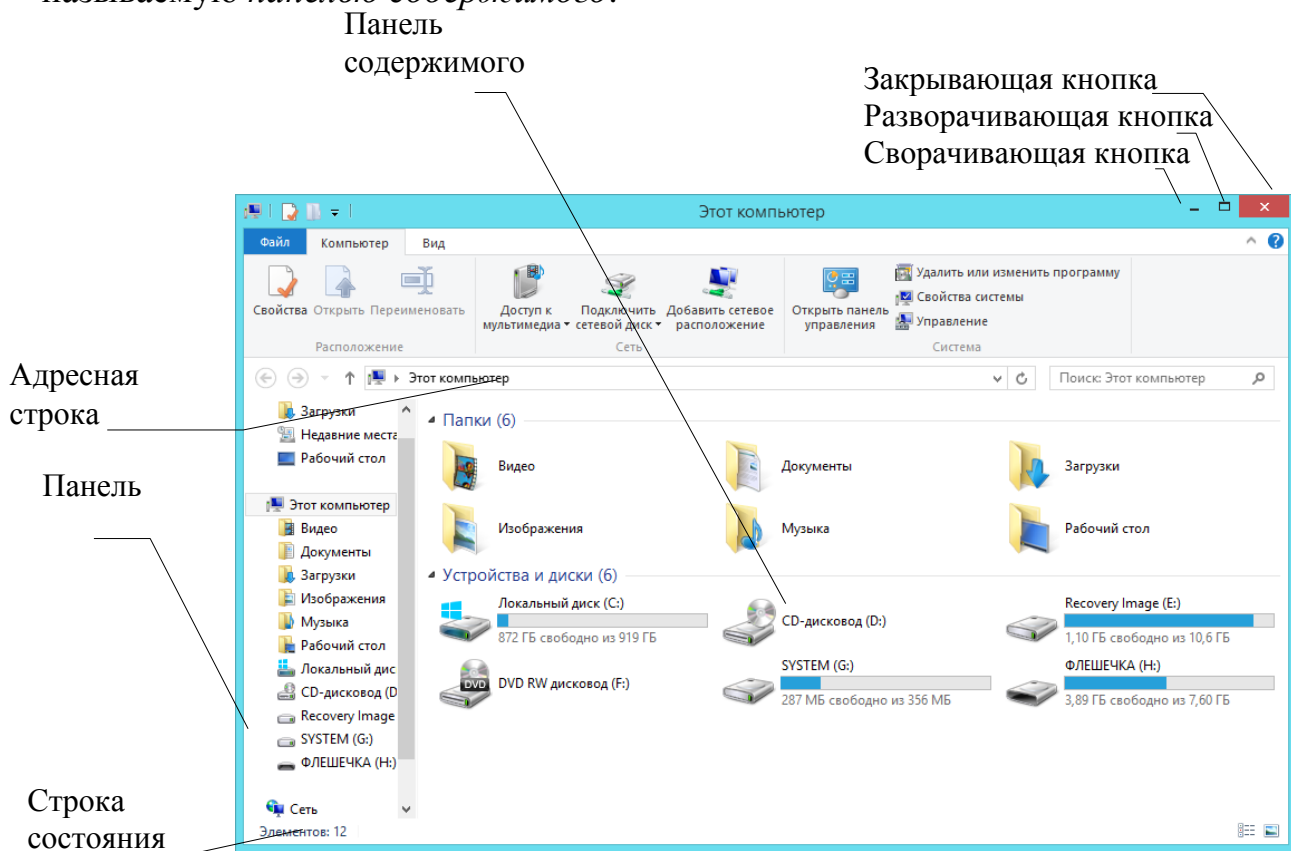 называемую панелью содержимого.
Панель
содержимого
Закрывающая кнопка
Разворачивающая кнопка
Сворачивающая кнопка
Этот компьютер
Файл Компьютер Вид
Свойства Открыть Переименовать
Доступ к мультимедиа
Подключить сетевой диск
Добавить сетевое расположение
Открыть панель управления
Удалить или изменить программу
Свойства системы
Управление
Расположение Сеть Система
Адресная
строка
Этот компьютер
Поиск: Этот компьютер
Панель
Загрузки
Недавние места
Рабочий стол
Этот компьютер
Видео
Документы
Загрузки
Изображения
Музыка
Рабочий стол
Локальный дис
CD-дисковод (D
Recovery Image
SYSTEM (G:)
ФЛЕШЕЧКА (H:)
Сеть
Папки (6)
Видео
Документы
Загрузки
Изображения
Музыка
Рабочий стол
Устройства и диски (6)
Локальный диск (C:)
872 ГБ свободно из 919 ГБ
CD-дисковод (D:)
Recovery Image (E:)
1,10 ГБ свободно из 10,6 ГБ
DVD
DVD RW дисковод (F:)
SYSTEM (G:)
287 МБ свободно из 356 МБ
ФЛЕШЕЧКА (H:)
3,89 ГБ свободно из 7,60 ГБ
Строка
состояния
Элементов: 12